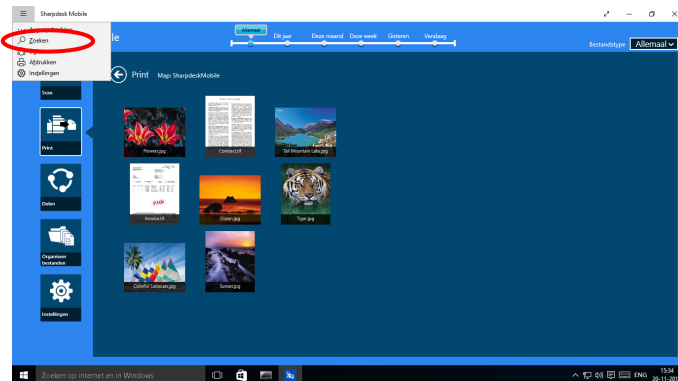 Sharpdesk Mobile
Zoeken
Afdrukken
Instellingen
le
Allemaal
Dit jaar
Deze maand
Deze week
Gisteren
Vandaag
Bestandstype
Allemaal
Print
Map: SharpdeskMobile
Scan
Print
Delen
Organiseer
bestanden
Instellingen
Flowers.jpg
Contract.tif
Tall Mountain Lake.jpg
Invoice.tif
Ocean.jpg
Tiger.jpg
Colorful Sailboats.jpg
Sunset.jpg
Zoeken op internet en in Windows
ENG
15:34